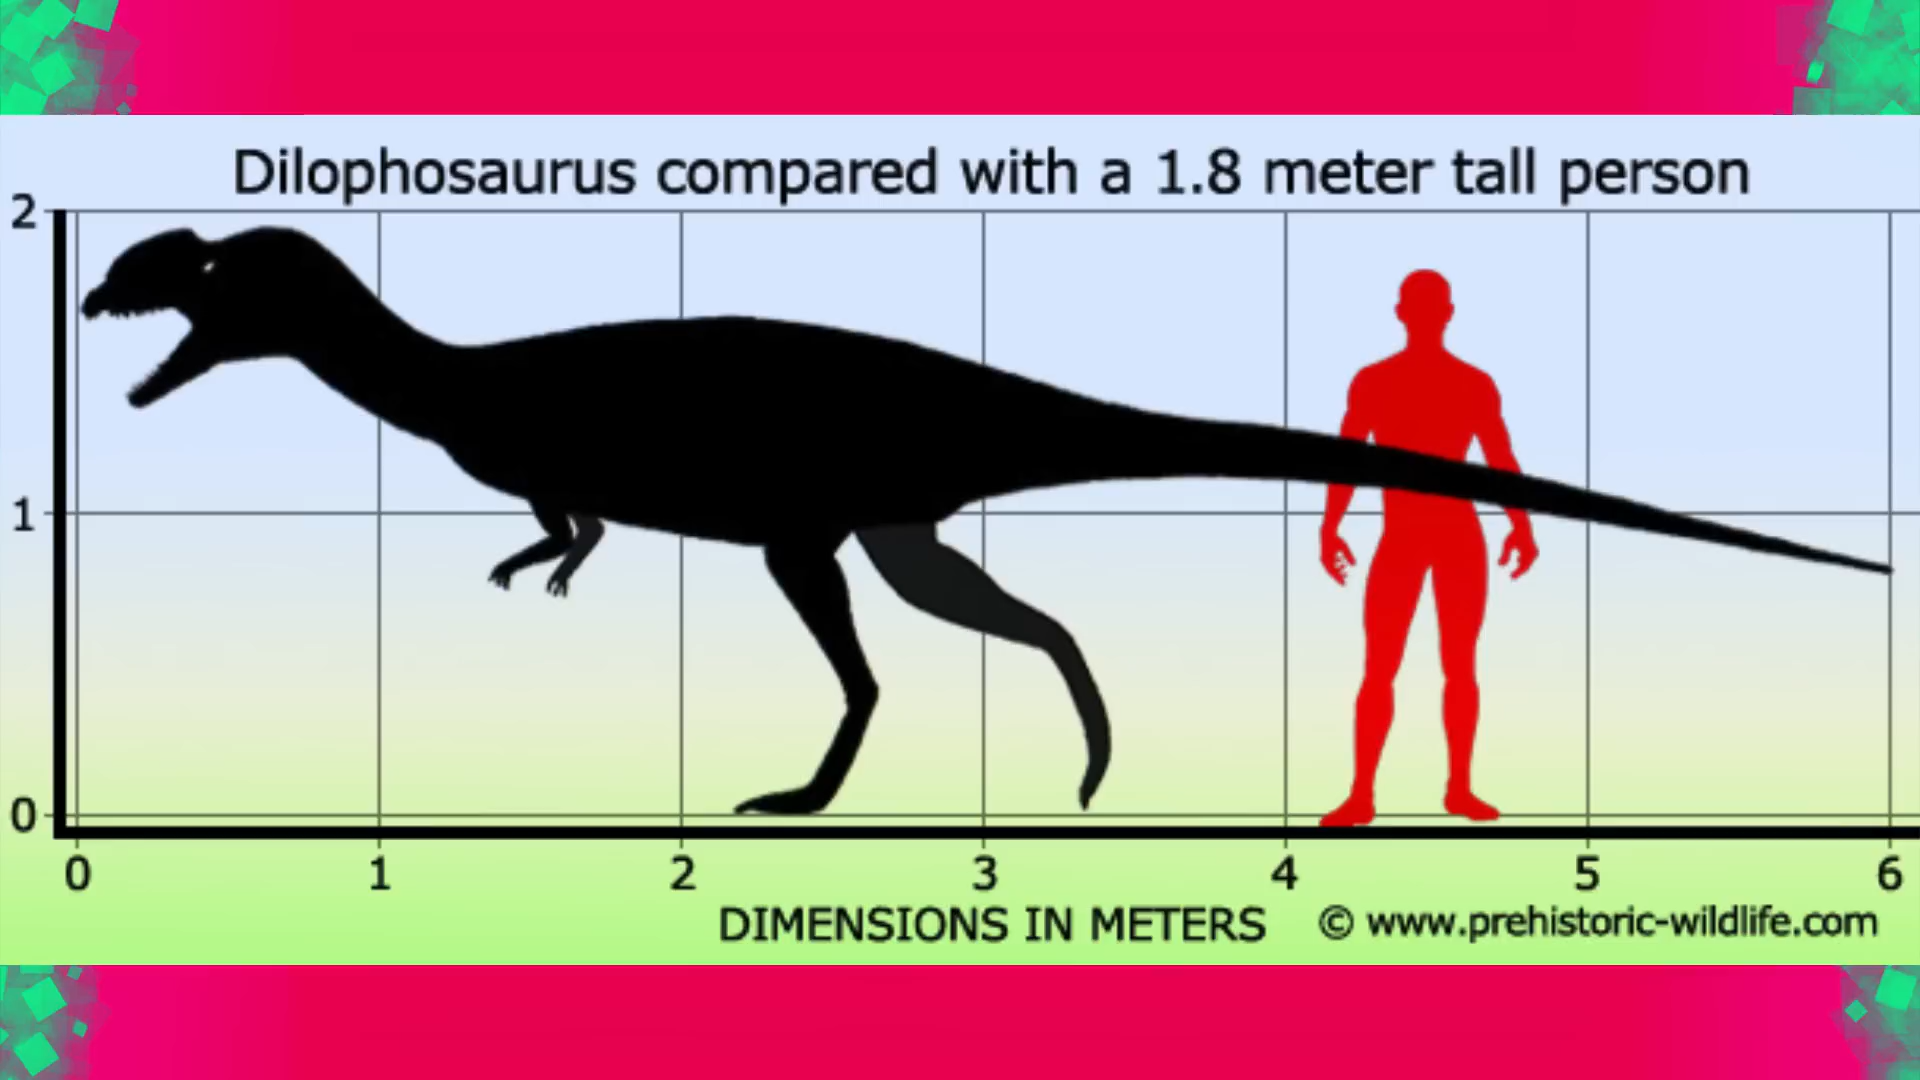 Dilophosaurus compared with a 1.8 meter tall person
2
1
0
0 1 2 3 4 5 6
DIMENSIONS IN METERS © www.prehistoric-wildlife.com